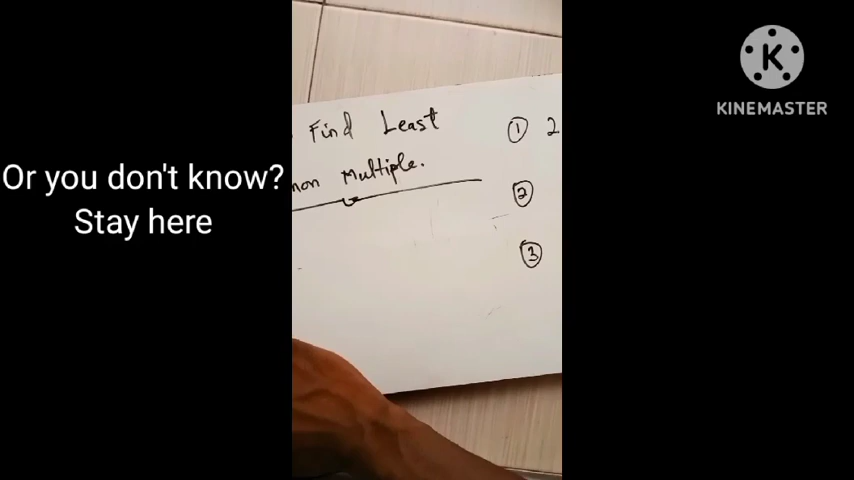 Or you don't know?
Stay here
Find Least
mon Multiple.
① 2
②
③
K
KINEMASTER